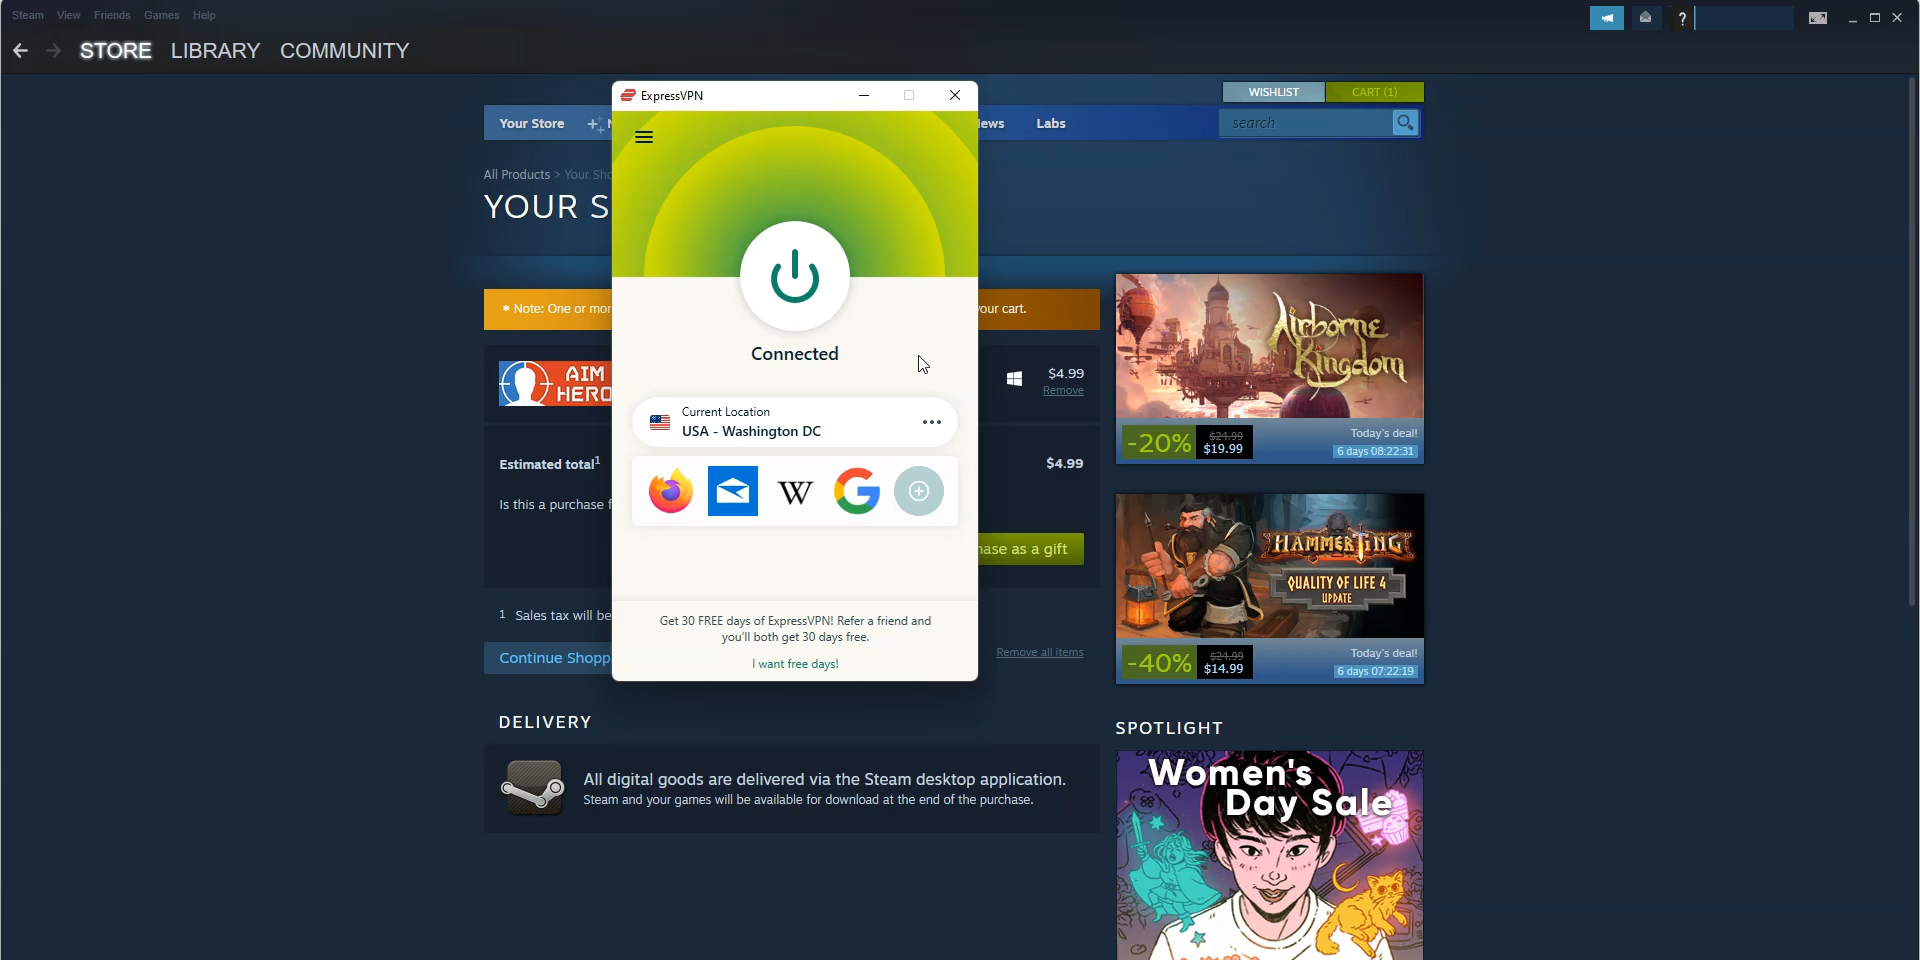 Steam View Friends Games Help
STORE LIBRARY COMMUNITY
ExpressVPN
WISHLIST CART (1)
Your Store
Labs
search
All Products >
YOUR
Connected
* Note: One or
your cart.
AIM
HERO
$4.99
Remove
Current Location
USA - Washington DC
Estimated total¹
$4.99
Is this a purchase
W
as a gift
1 Sales tax will be
Get 30 FREE days of ExpressVPN! Refer a friend and
you'll both get 30 days free.
I want free days!
Continue
Remove all items
DELIVERY
All digital goods are delivered via the Steam desktop application.
Steam and your games will be available for download at the end of the purchase.
Airborne
Kingdom
-20% $24.99 Today's deal!
$19.99 6 days 08:22:31
HAMMERTING
QUALITY OF LIFE 4
UPDATE
-40% $24.99 Today's deal!
$14.99 6 days 07:22:19
SPOTLIGHT
Women's
Day Sale